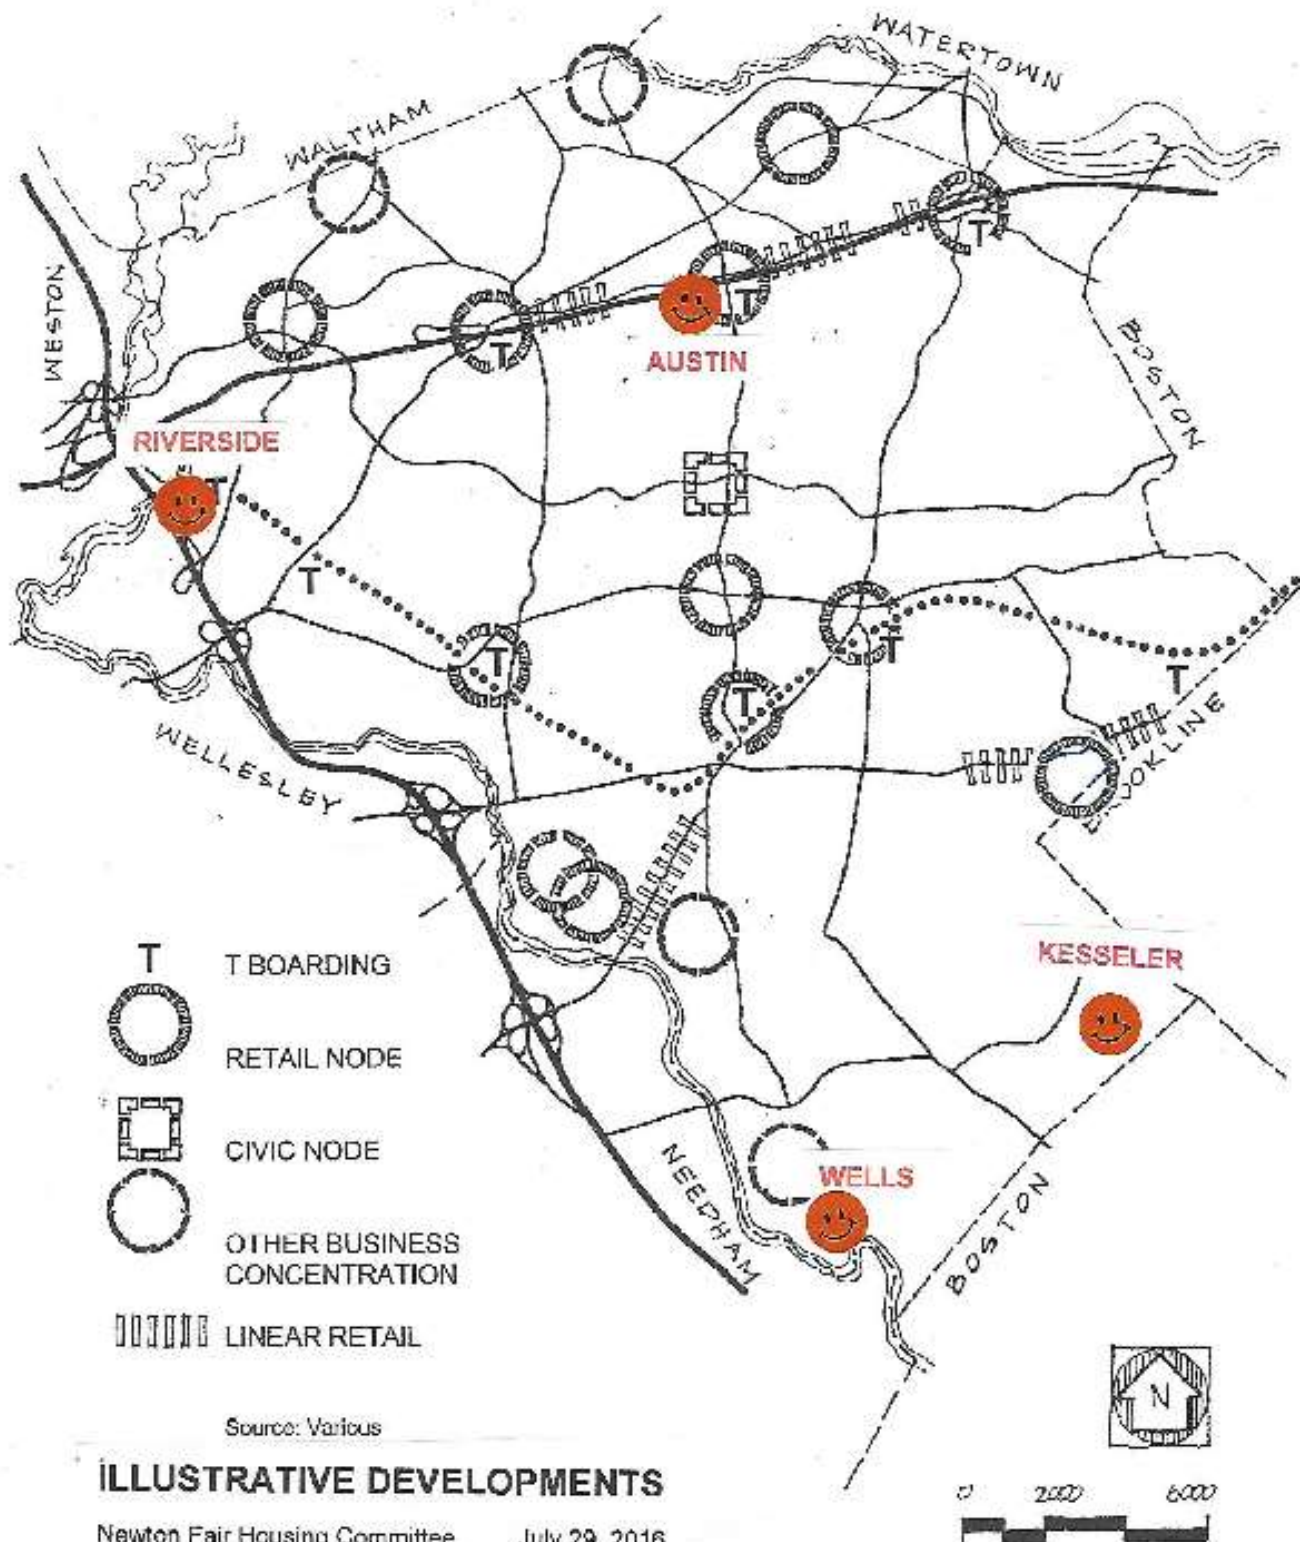 WATERTOWN
WALTHAM
WESTON
T
T
AUSTIN
T
BOSTON
RIVERSIDE
T
T
T
T
T
T
WELLESLEY
BROOKLINE
KESSELER
T
T BOARDING
RETAIL NODE
CIVIC NODE
WELLS
NEEDHAM
BOSTON
OTHER BUSINESS
CONCENTRATION
LINEAR RETAIL
N
Source: Various
ILLUSTRATIVE DEVELOPMENTS
0 2000 6000
Newton Fair Housing Committee July 29, 2016